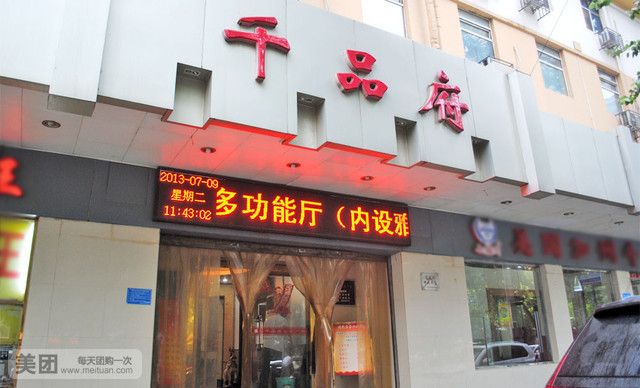 千品府
2013-07-09
星期二
11:43:02
多功能厅（内设雅
旺
美团
每天团购一次
www.meituan.com